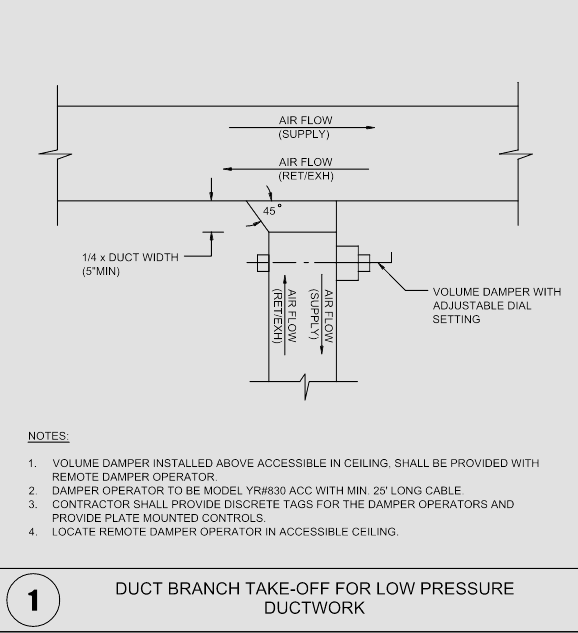 AIR FLOW
(SUPPLY)
AIR FLOW
(RET/EXH)
45°
1/4 x DUCT WIDTH
(5"MIN)
AIR FLOW
(RET/EXH)
AIR FLOW
(SUPPLY)
VOLUME DAMPER WITH
ADJUSTABLE DIAL
SETTING
NOTES:
1. VOLUME DAMPER INSTALLED ABOVE ACCESSIBLE IN CEILING, SHALL BE PROVIDED WITH
REMOTE DAMPER OPERATOR.
2. DAMPER OPERATOR TO BE MODEL YR#830 ACC WITH MIN. 25' LONG CABLE.
3. CONTRACTOR SHALL PROVIDE DISCRETE TAGS FOR THE DAMPER OPERATORS AND
PROVIDE PLATE MOUNTED CONTROLS.
4. LOCATE REMOTE DAMPER OPERATOR IN ACCESSIBLE CEILING.
1
DUCT BRANCH TAKE-OFF FOR LOW PRESSURE
DUCTWORK